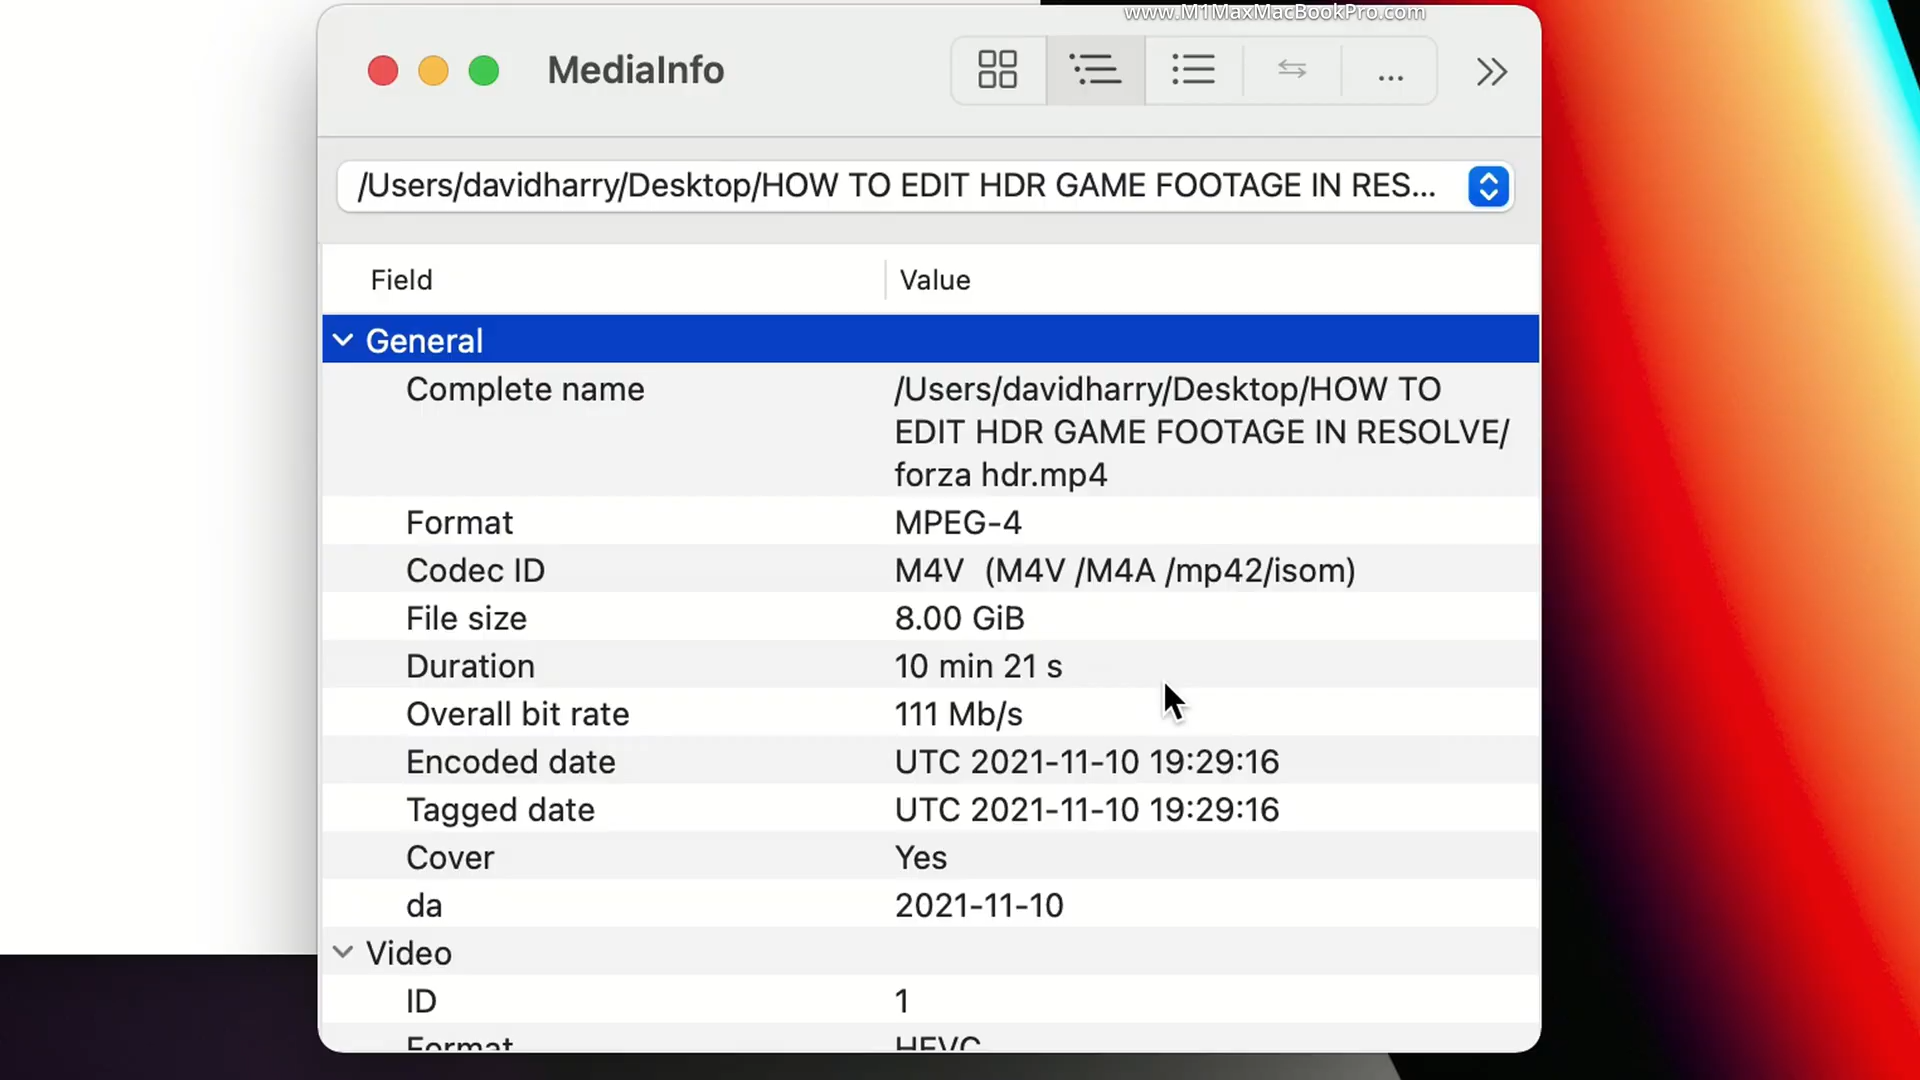 www.M1MaxMacBookPro.com
MediaInfo
...
/Users/davidharry/Desktop/HOW TO EDIT HDR GAME FOOTAGE IN RES...
Field Value
General
Complete name /Users/davidharry/Desktop/HOW TO
EDIT HDR GAME FOOTAGE IN RESOLVE/
forza hdr.mp4
Format MPEG-4
Codec ID M4V (M4V /M4A /mp42/isom)
File size 8.00 GiB
Duration 10 min 21 s
Overall bit rate 111 Mb/s
Encoded date UTC 2021-11-10 19:29:16
Tagged date UTC 2021-11-10 19:29:16
Cover Yes
da 2021-11-10
Video
ID 1
Format HEVC